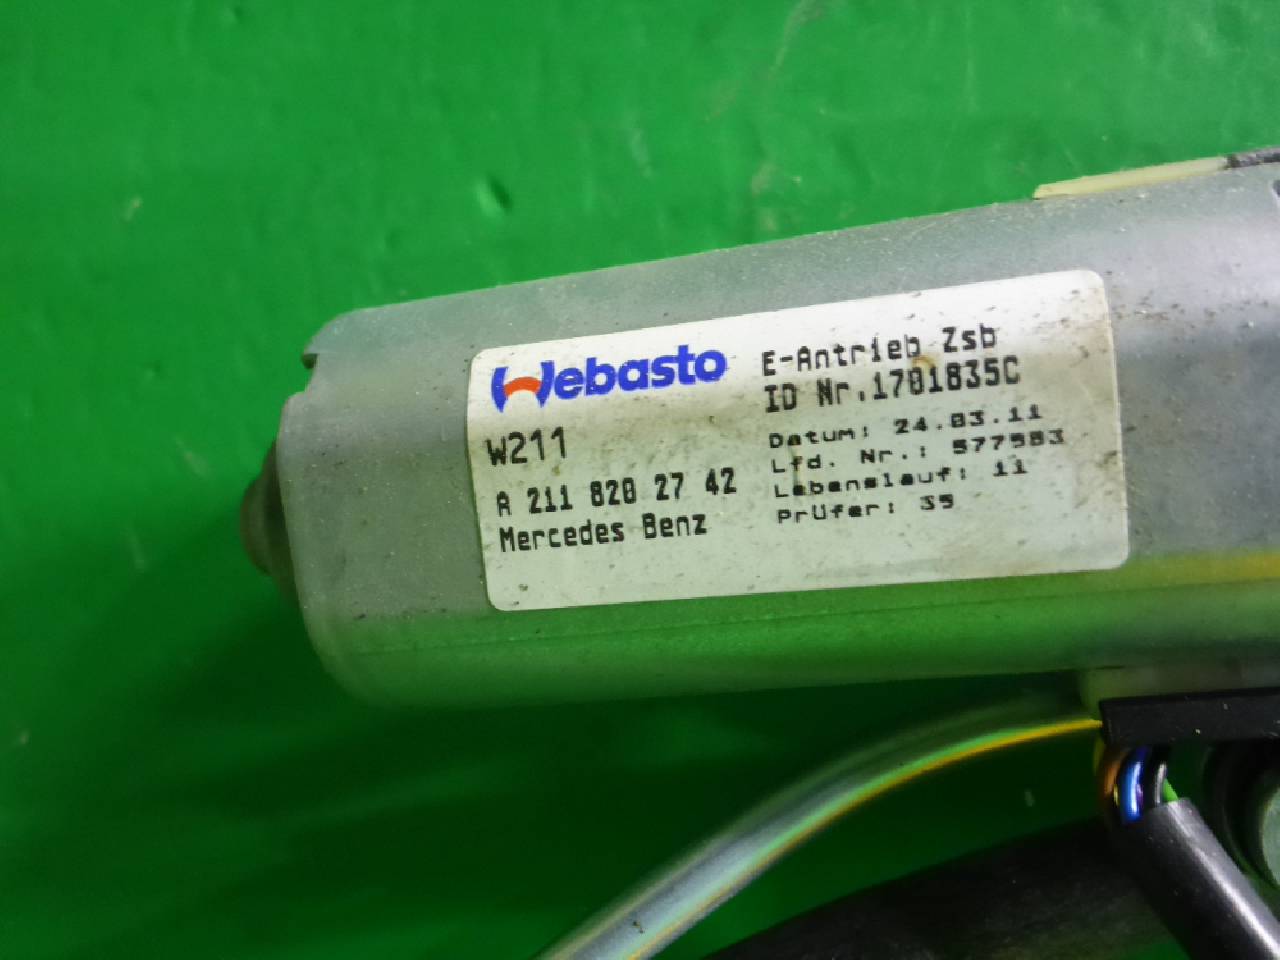 Webasto
W211
A 211 820 27 42
Mercedes Benz
E-Antrieb Zsb
ID Nr.1701835C
Datum: 24.03.11
Lfd. Nr.: 577583
Lebenslauf: 11
Prüfer: 39